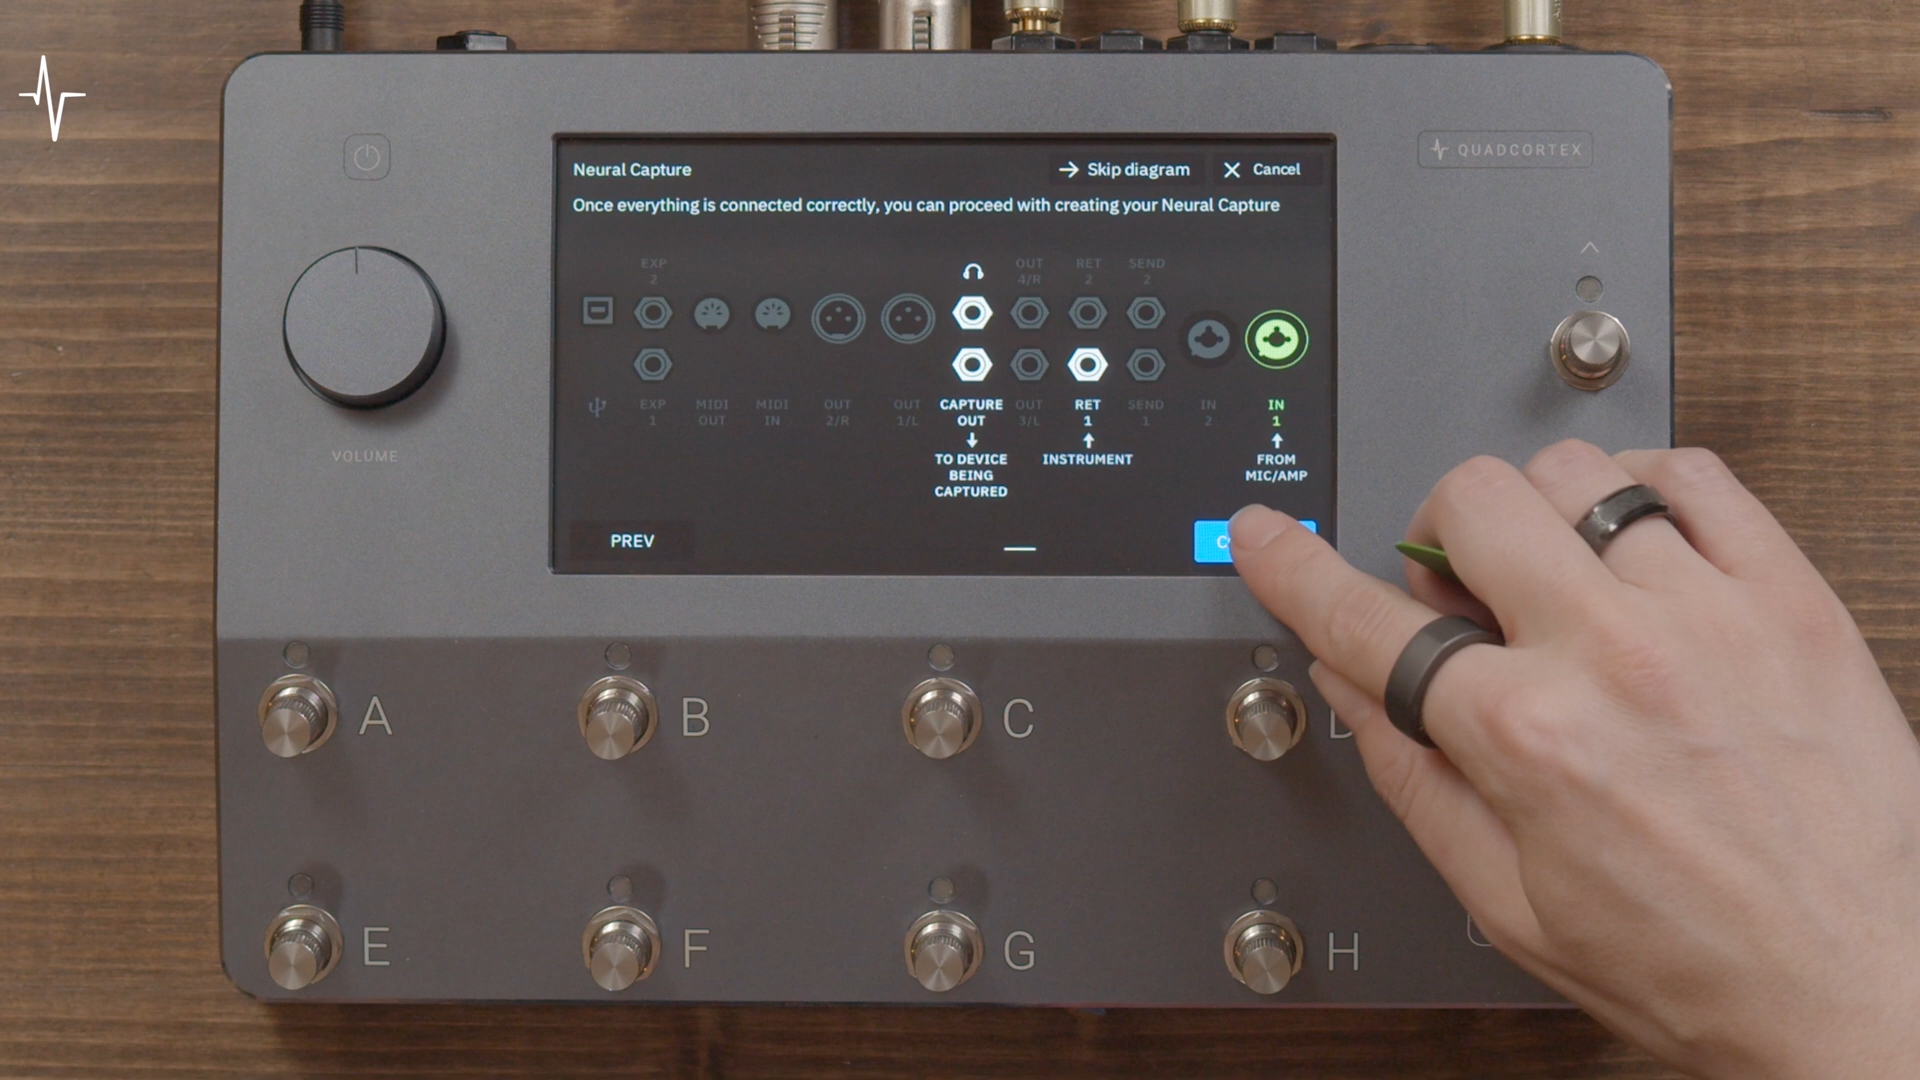 QUADCORTEX
Neural Capture
Skip diagram
Cancel
Once everything is connected correctly, you can proceed with creating your Neural Capture
EXP
2
OUT
4/R
RET
2
SEND
2
EXP
1
MIDI
OUT
MIDI
IN
OUT
2/R
OUT
1/L
CAPTURE
OUT
OUT
3/L
RET
1
SEND
1
IN
2
IN
1
TO DEVICE
BEING
CAPTURED
INSTRUMENT
FROM
MIC/AMP
PREV
VOLUME
A
B
C
D
E
F
G
H